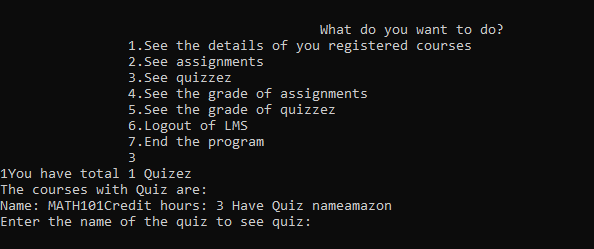 What do you want to do?
1.See the details of you registered courses
2.See assignments
3.See quizzez
4.See the grade of assignments
5.See the grade of quizzez
6.Logout of LMS
7.End the program
3
1You have total 1 Quizez
The courses with Quiz are:
Name: MATH101Credit hours: 3 Have Quiz nameamazon
Enter the name of the quiz to see quiz: